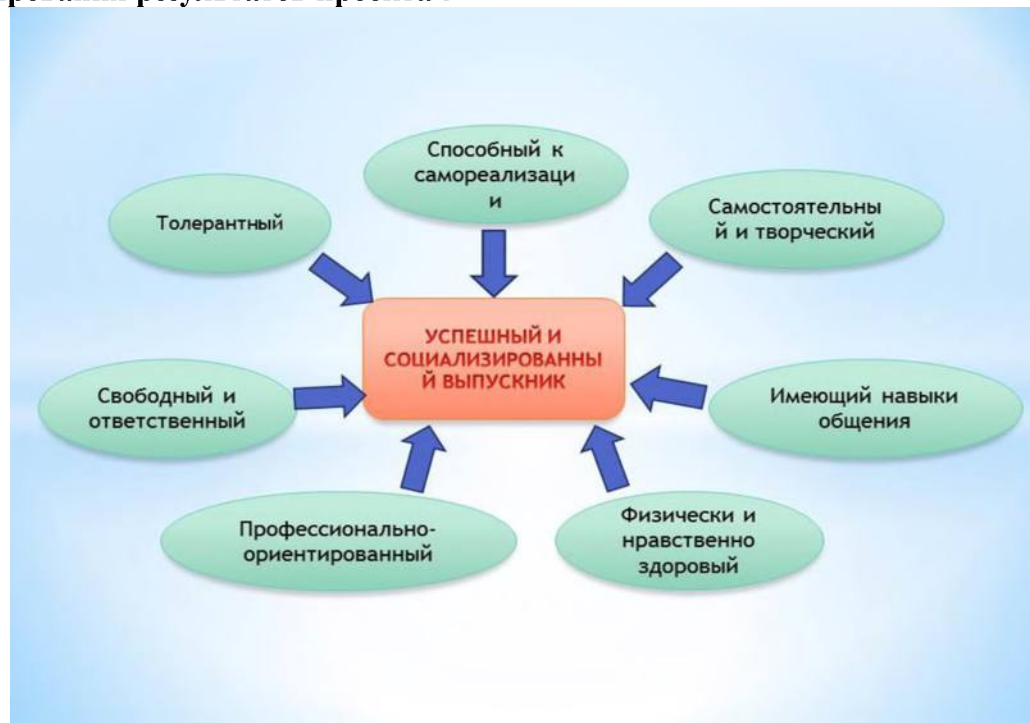 результатов проекта
Способный к
самореализаци
и
Толерантный
Самостоятельны
й и творческий
УСПЕШНЫЙ И
СОЦИАЛИЗИРОВАННЫ
Й ВЫПУСКНИК
Свободный и
ответственный
Имеющий навыки
общения
Профессионально-
ориентированный
Физически и
нравственно
здоровый